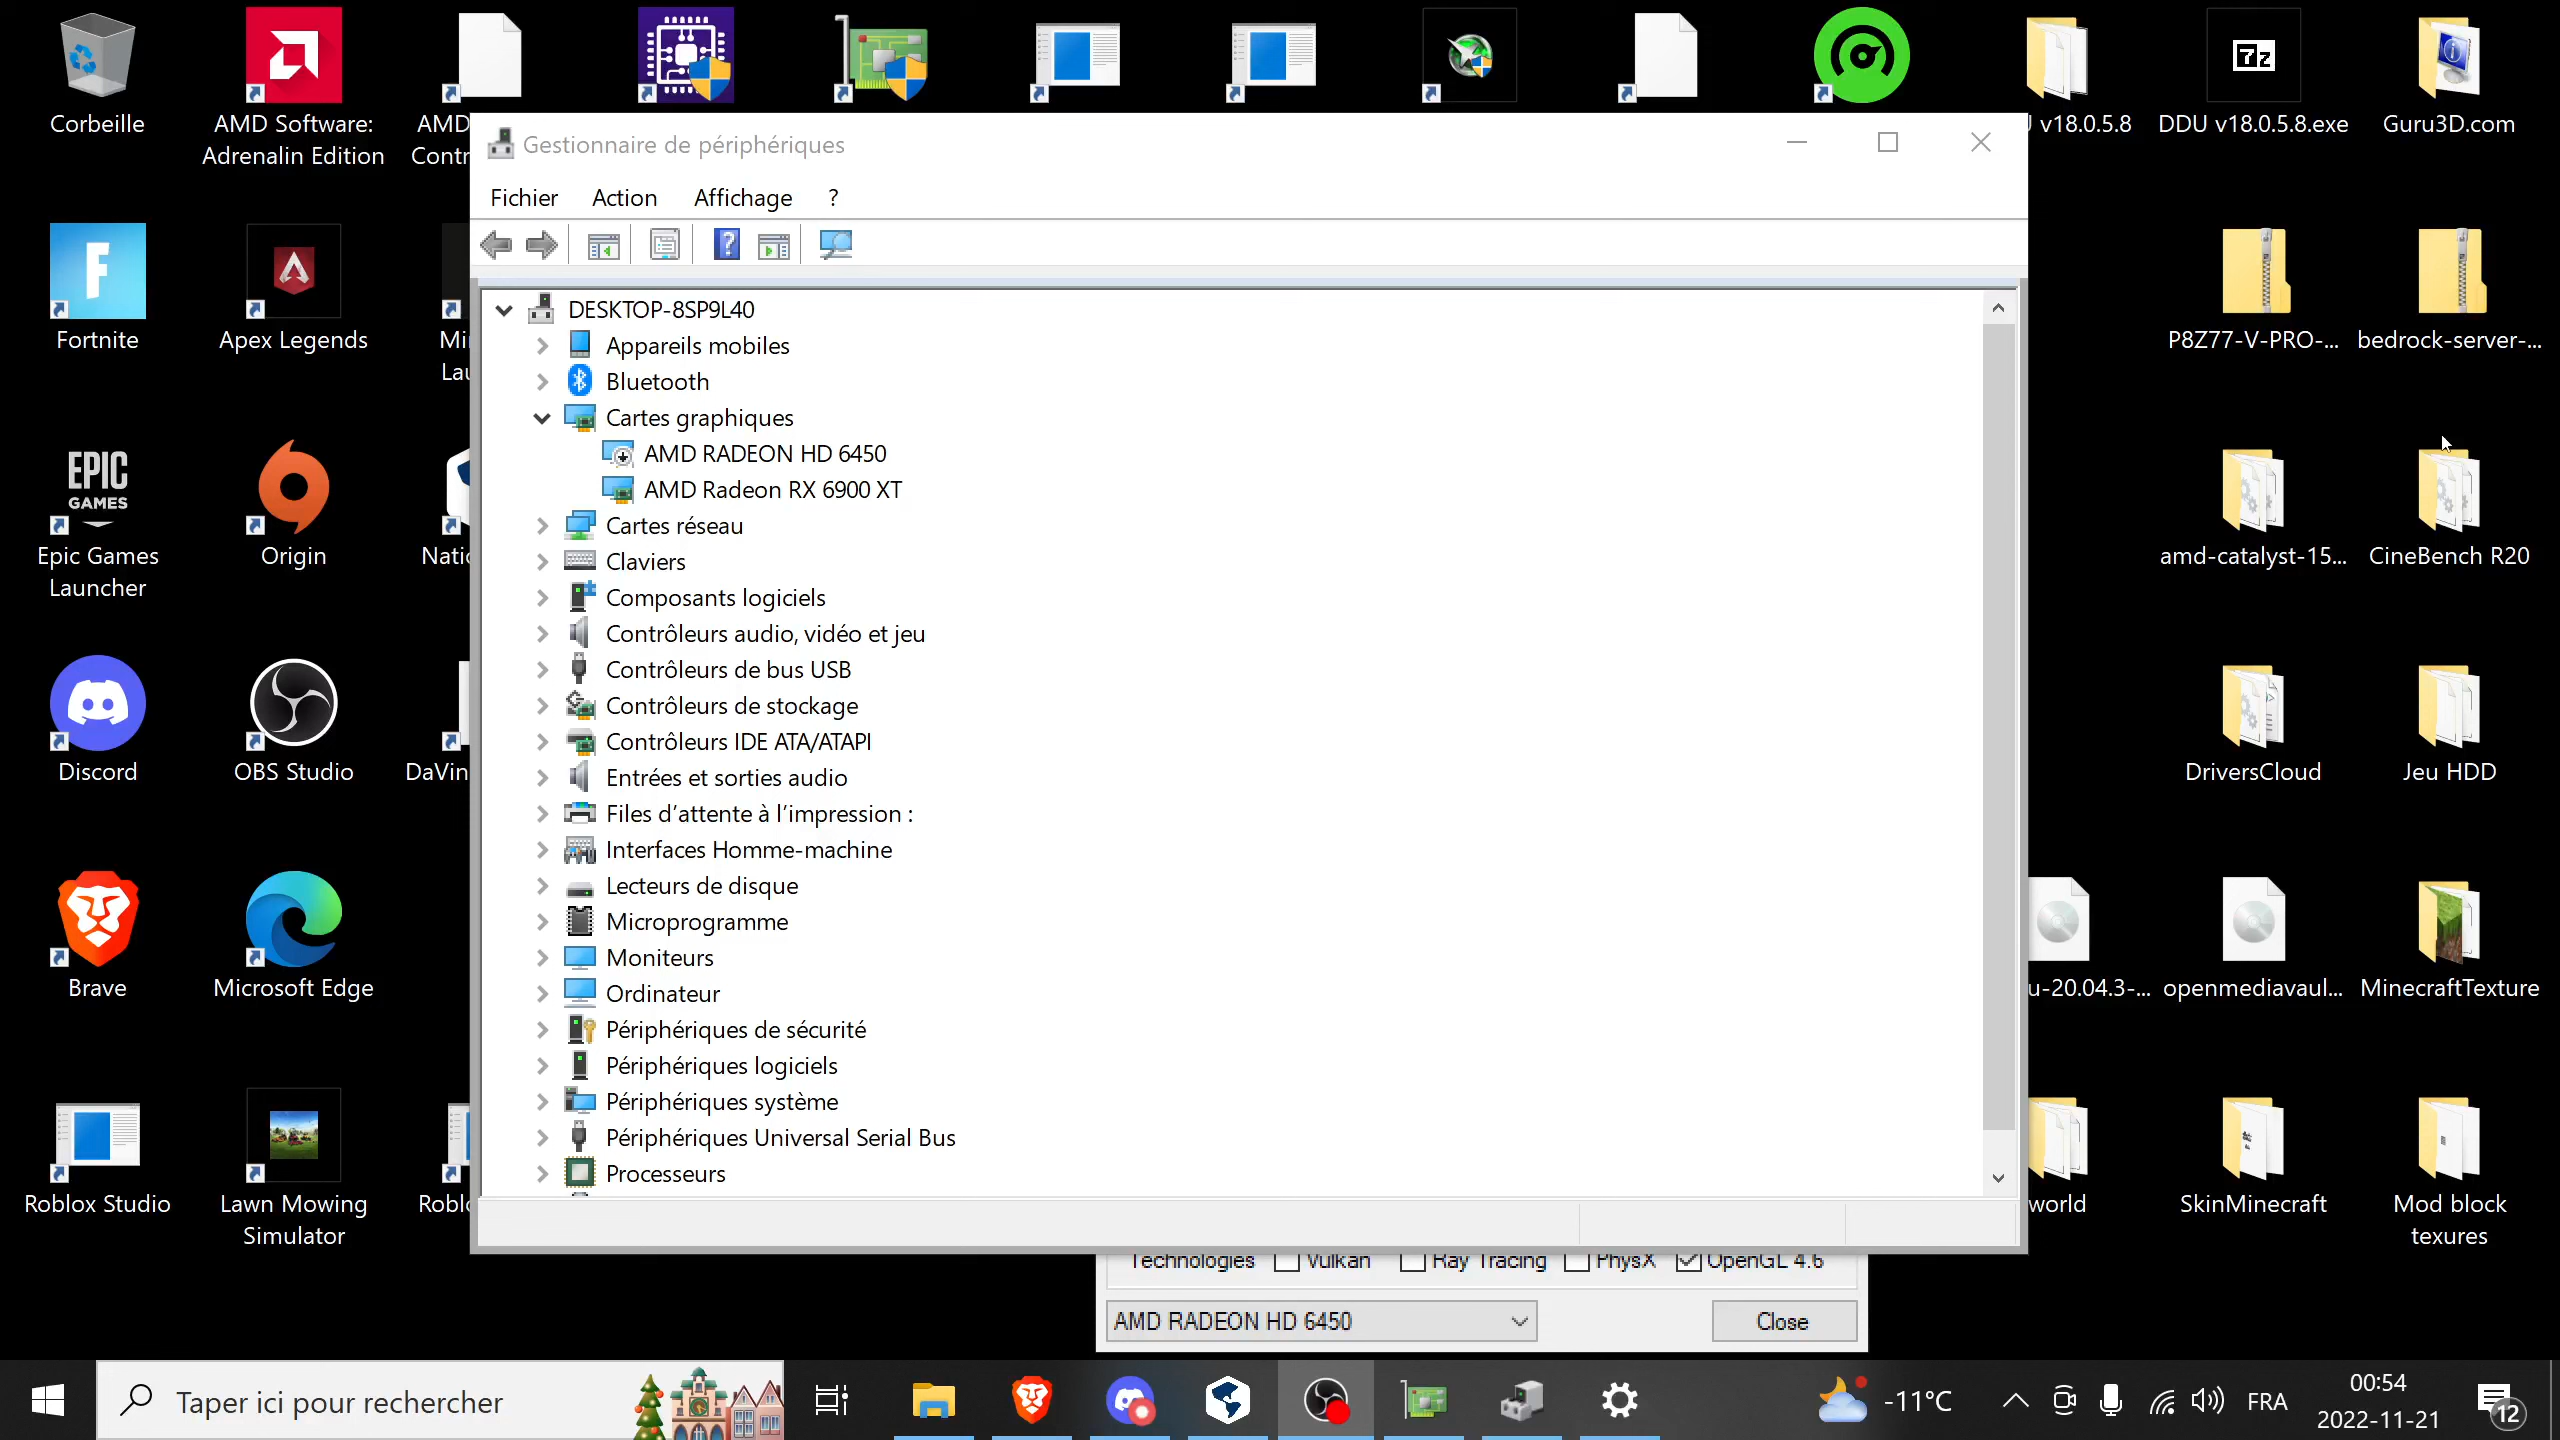 Corbeille
AMD Software:
Adrenalin Edition
AMD
Contr
v18.0.5.8
7z
DDU v18.0.5.8.exe
Guru3D.com
Gestionnaire de périphériques
Fichier
Action
Affichage
?
DESKTOP-8SP9L40
Appareils mobiles
Bluetooth
Cartes graphiques
AMD RADEON HD 6450
AMD Radeon RX 6900 XT
Cartes réseau
Claviers
Composants logiciels
Contrôleurs audio, vidéo et jeu
Contrôleurs de bus USB
Contrôleurs de stockage
Contrôleurs IDE ATA/ATAPI
Entrées et sorties audio
Files d’attente à l’impression :
Interfaces Homme-machine
Lecteurs de disque
Microprogramme
Moniteurs
Ordinateur
Périphériques de sécurité
Périphériques logiciels
Périphériques système
Périphériques Universal Serial Bus
Processeurs
F
Fortnite
Apex Legends
Mi
Lau
P8Z77-V-PRO-...
bedrock-server-...
EPIC
GAMES
Epic Games
Launcher
Origin
Natio
amd-catalyst-15...
CineBench R20
Discord
OBS Studio
DaVin
DriversCloud
Jeu HDD
Brave
Microsoft Edge
u-20.04.3-...
openmediavaul...
MinecraftTexture
Roblox Studio
Lawn Mowing
Simulator
Roblo
world
SkinMinecraft
Mod block
texures
Technologies
Vulkan
Ray Tracing
PhysX
OpenGL 4.6
AMD RADEON HD 6450
Close
Taper ici pour rechercher
-11°C
FRA
00:54
2022-11-21
12